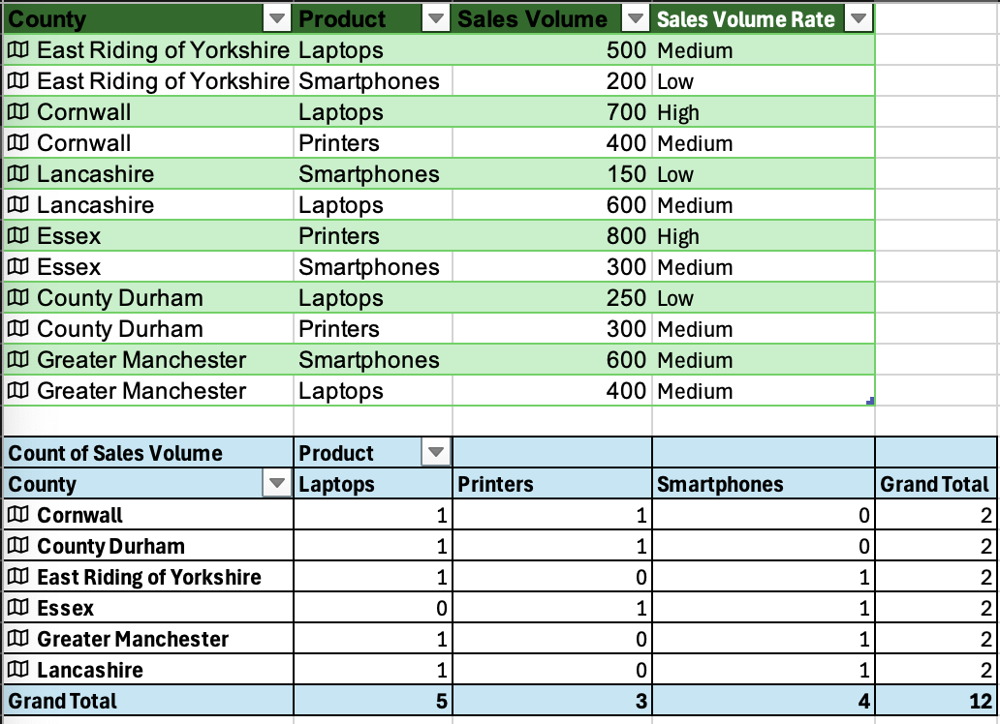 County Product Sales Volume Sales Volume Rate
East Riding of Yorkshire Laptops 500 Medium
East Riding of Yorkshire Smartphones 200 Low
Cornwall Laptops 700 High
Cornwall Printers 400 Medium
Lancashire Smartphones 150 Low
Lancashire Laptops 600 Medium
Essex Printers 800 High
Essex Smartphones 300 Medium
County Durham Laptops 250 Low
County Durham Printers 300 Medium
Greater Manchester Smartphones 600 Medium
Greater Manchester Laptops 400 Medium
Count of Sales Volume Product
County Laptops Printers Smartphones Grand Total
Cornwall 1 1 0 2
County Durham 1 1 0 2
East Riding of Yorkshire 1 0 1 2
Essex 0 1 1 2
Greater Manchester 1 0 1 2
Lancashire 1 0 1 2
Grand Total 5 3 4 12